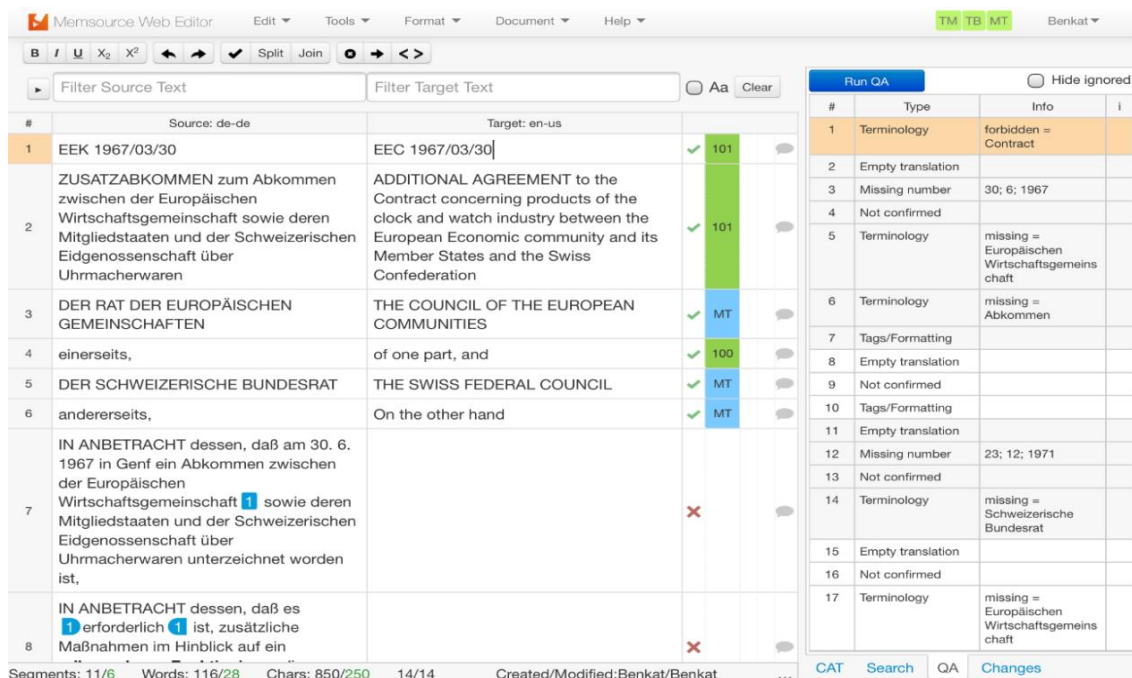 Memsource Web Editor Edit Tools Format Document Help TM TB MT Benkat
B I U X₂ X² Split Join < >
Filter Source Text Filter Target Text Aa Clear
# Source: de-de Target: en-us
1 EEK 1967/03/30 EEC 1967/03/30 101
2
ZUSATZABKOMMEN zum Abkommen
zwischen der Europäischen
Wirtschaftsgemeinschaft sowie deren
Mitgliedstaaten und der Schweizerischen
Eidgenossenschaft über
Uhrmacherwaren
ADDITIONAL AGREEMENT to the
Contract concerning products of the
clock and watch industry between the
European Economic community and its
Member States and the Swiss
Confederation
101
3
DER RAT DER EUROPÄISCHEN
GEMEINSCHAFTEN
THE COUNCIL OF THE EUROPEAN
COMMUNITIES
MT
4 einerseits, of one part, and 100
5 DER SCHWEIZERISCHE BUNDESRAT THE SWISS FEDERAL COUNCIL MT
6 andererseits, On the other hand MT
7
IN ANBETRACHT dessen, daß am 30. 6.
1967 in Genf ein Abkommen zwischen
der Europäischen
Wirtschaftsgemeinschaft 1 sowie deren
Mitgliedstaaten und der Schweizerischen
Eidgenossenschaft über
Uhrmacherwaren unterzeichnet worden
ist,
8
IN ANBETRACHT dessen, daß es
1 erforderlich 1 ist, zusätzliche
Maßnahmen im Hinblick auf ein
Segments: 11/6 Words: 116/28 Chars: 850/250 14/14 Created/Modified:Benkat/Benkat ...
Run QA Hide ignored
# Type Info i
1 Terminology forbidden =
Contract
2 Empty translation
3 Missing number 30; 6; 1967
4 Not confirmed
5 Terminology missing =
Europäischen
Wirtschaftsgemeins
chaft
6 Terminology missing =
Abkommen
7 Tags/Formatting
8 Empty translation
9 Not confirmed
10 Tags/Formatting
11 Empty translation
12 Missing number 23; 12; 1971
13 Not confirmed
14 Terminology missing =
Schweizerische
Bundesrat
15 Empty translation
16 Not confirmed
17 Terminology missing =
Europäischen
Wirtschaftsgemeins
chaft
CAT Search QA Changes